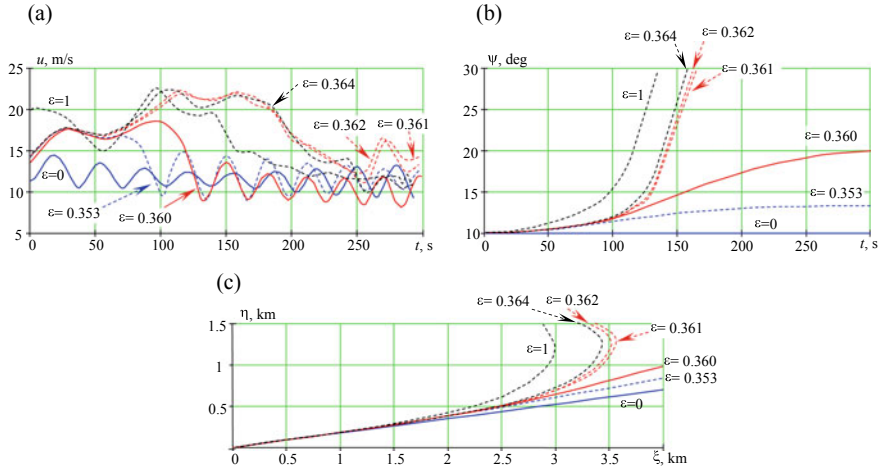 (a)
(b)
u, m/s
25
20
15
10
5
0
50
100
150
200
250
t, s
ε=1
ε=0
ε= 0.353
ε= 0.360
ε= 0.364
ε= 0.362
ε= 0.361
ψ, deg
30
25
20
15
10
0
50
100
150
200
250
t, s
ε= 0.364
ε= 0.362
ε= 0.361
ε=1
ε= 0.360
ε= 0.353
ε=0
(c)
η, km
1.5
1
0.5
0
0.5
1
1.5
2
2.5
3
3.5
ξ, km
ε= 0.364
ε= 0.362
ε= 0.361
ε=1
ε= 0.360
ε= 0.353
ε=0